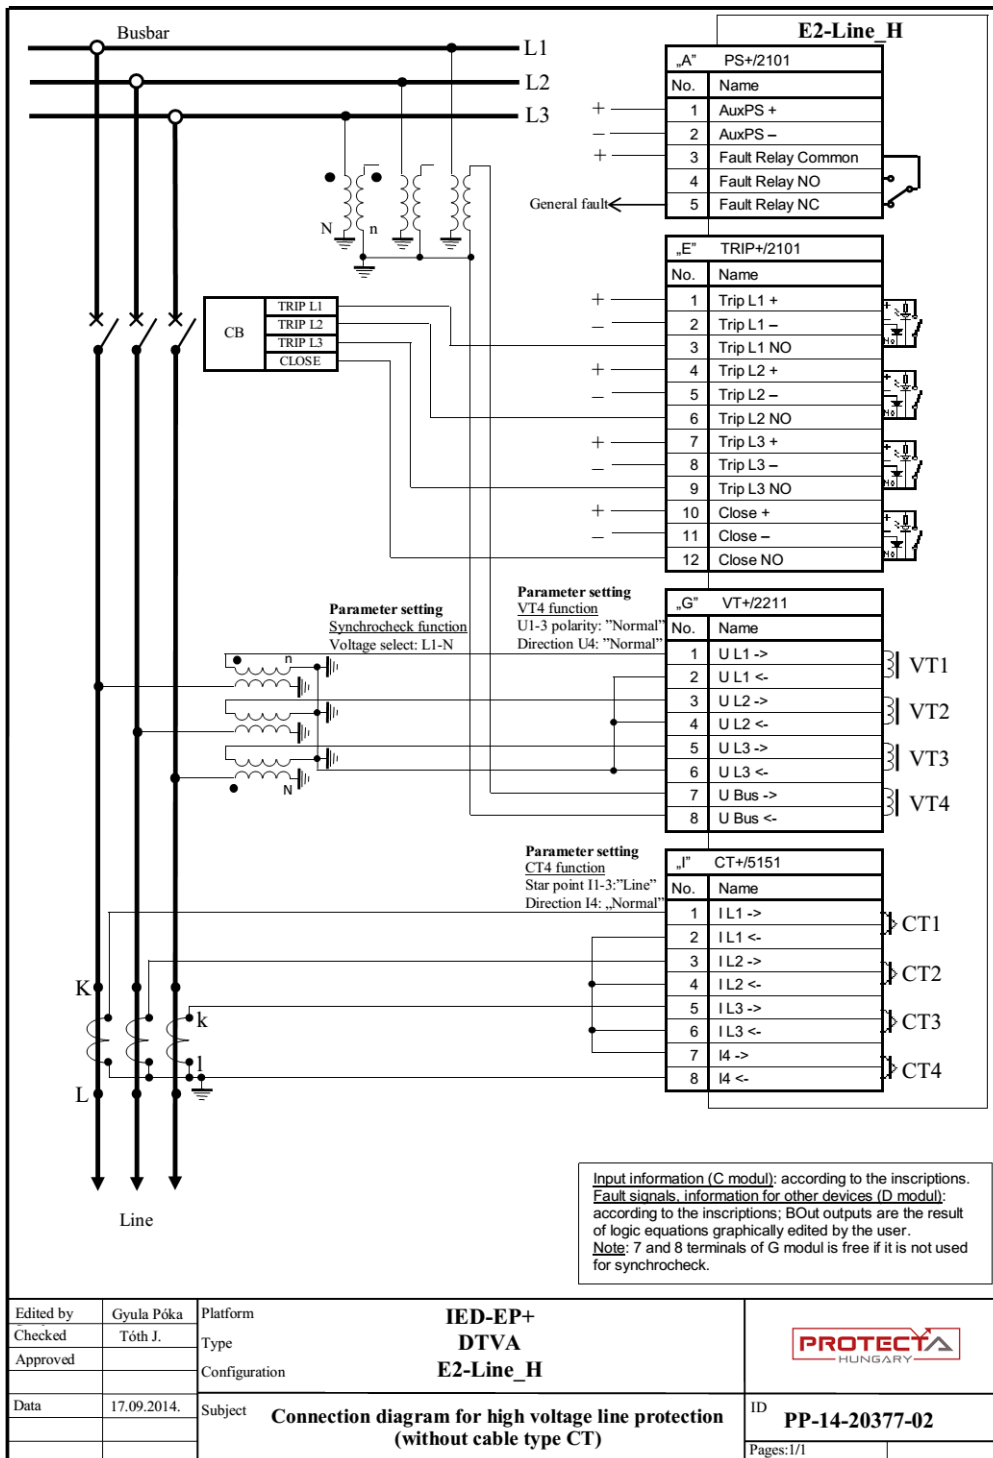 Busbar
L1
L2
L3
E2-Line_H
„A” PS+/2101
No. Name
+ 1 AuxPS +
– 2 AuxPS –
+ 3 Fault Relay Common
4 Fault Relay NO
General fault 5 Fault Relay NC
N n
„E” TRIP+/2101
No. Name
+ 1 Trip L1 +
– 2 Trip L1 –
3 Trip L1 NO
+ 4 Trip L2 +
– 5 Trip L2 –
6 Trip L2 NO
+ 7 Trip L3 +
– 8 Trip L3 –
9 Trip L3 NO
+ 10 Close +
– 11 Close –
12 Close NO
CB
TRIP L1
TRIP L2
TRIP L3
CLOSE
Parameter setting
Synchrocheck function
Voltage select: L1-N
Parameter setting
VT4 function
U1-3 polarity: ”Normal”
Direction U4: ”Normal”
„G” VT+/2211
No. Name
1 U L1 ->
2 U L1 <-
3 U L2 ->
4 U L2 <-
5 U L3 ->
6 U L3 <-
7 U Bus ->
8 U Bus <-
VT1
VT2
VT3
VT4
n
N
Parameter setting
CT4 function
Star point I1-3:”Line”
Direction I4: „Normal”
„I” CT+/5151
No. Name
1 I L1 ->
2 I L1 <-
3 I L2 ->
4 I L2 <-
5 I L3 ->
6 I L3 <-
7 I4 ->
8 I4 <-
CT1
CT2
CT3
CT4
K
k
l
L
Line
Input information (C modul): according to the inscriptions.
Fault signals, information for other devices (D modul):
according to the inscriptions; BOut outputs are the result
of logic equations graphically edited by the user.
Note: 7 and 8 terminals of G modul is free if it is not used
for synchrocheck.
Edited by Gyula Póka
Checked Tóth J.
Approved
Data 17.09.2014.
Platform IED-EP+
Type DTVA
Configuration E2-Line_H
Subject Connection diagram for high voltage line protection
(without cable type CT)
PROTECTA
HUNGARY
ID PP-14-20377-02
Pages:1/1